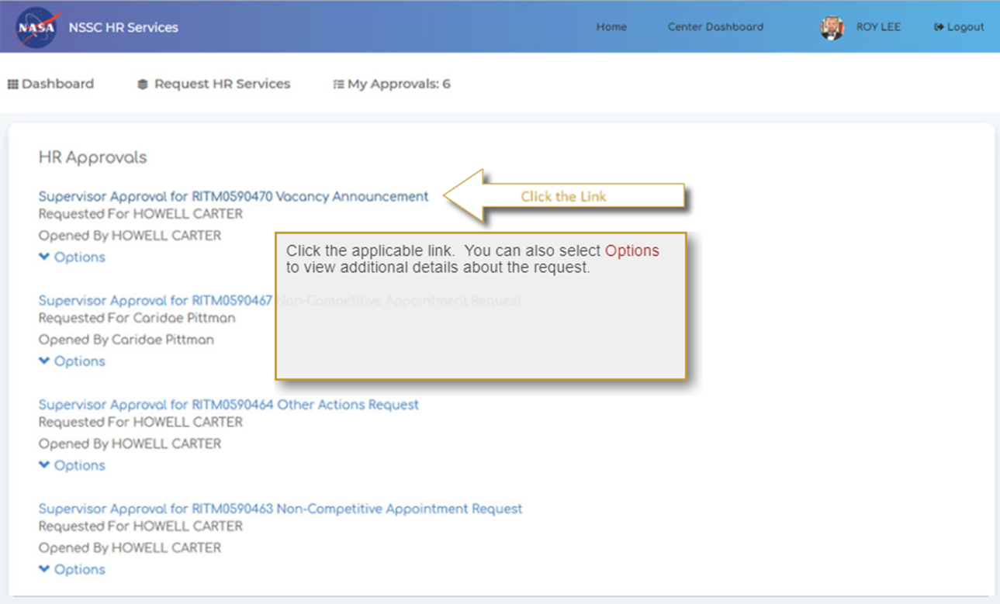 NASA NSSC HR Services Home Center Dashboard ROY LEE Logout
Dashboard Request HR Services My Approvals: 6
HR Approvals
Supervisor Approval for RITM0590470 Vacancy Announcement
Click the Link
Requested For HOWELL CARTER
Opened By HOWELL CARTER
Options
Click the applicable link. You can also select Options
to view additional details about the request.
Supervisor Approval for RITM0590467 Non-Competitive Appointment Request
Requested For Caridae Pittman
Opened By Caridae Pittman
Options
Supervisor Approval for RITM0590464 Other Actions Request
Requested For HOWELL CARTER
Opened By HOWELL CARTER
Options
Supervisor Approval for RITM0590463 Non-Competitive Appointment Request
Requested For HOWELL CARTER
Opened By HOWELL CARTER
Options